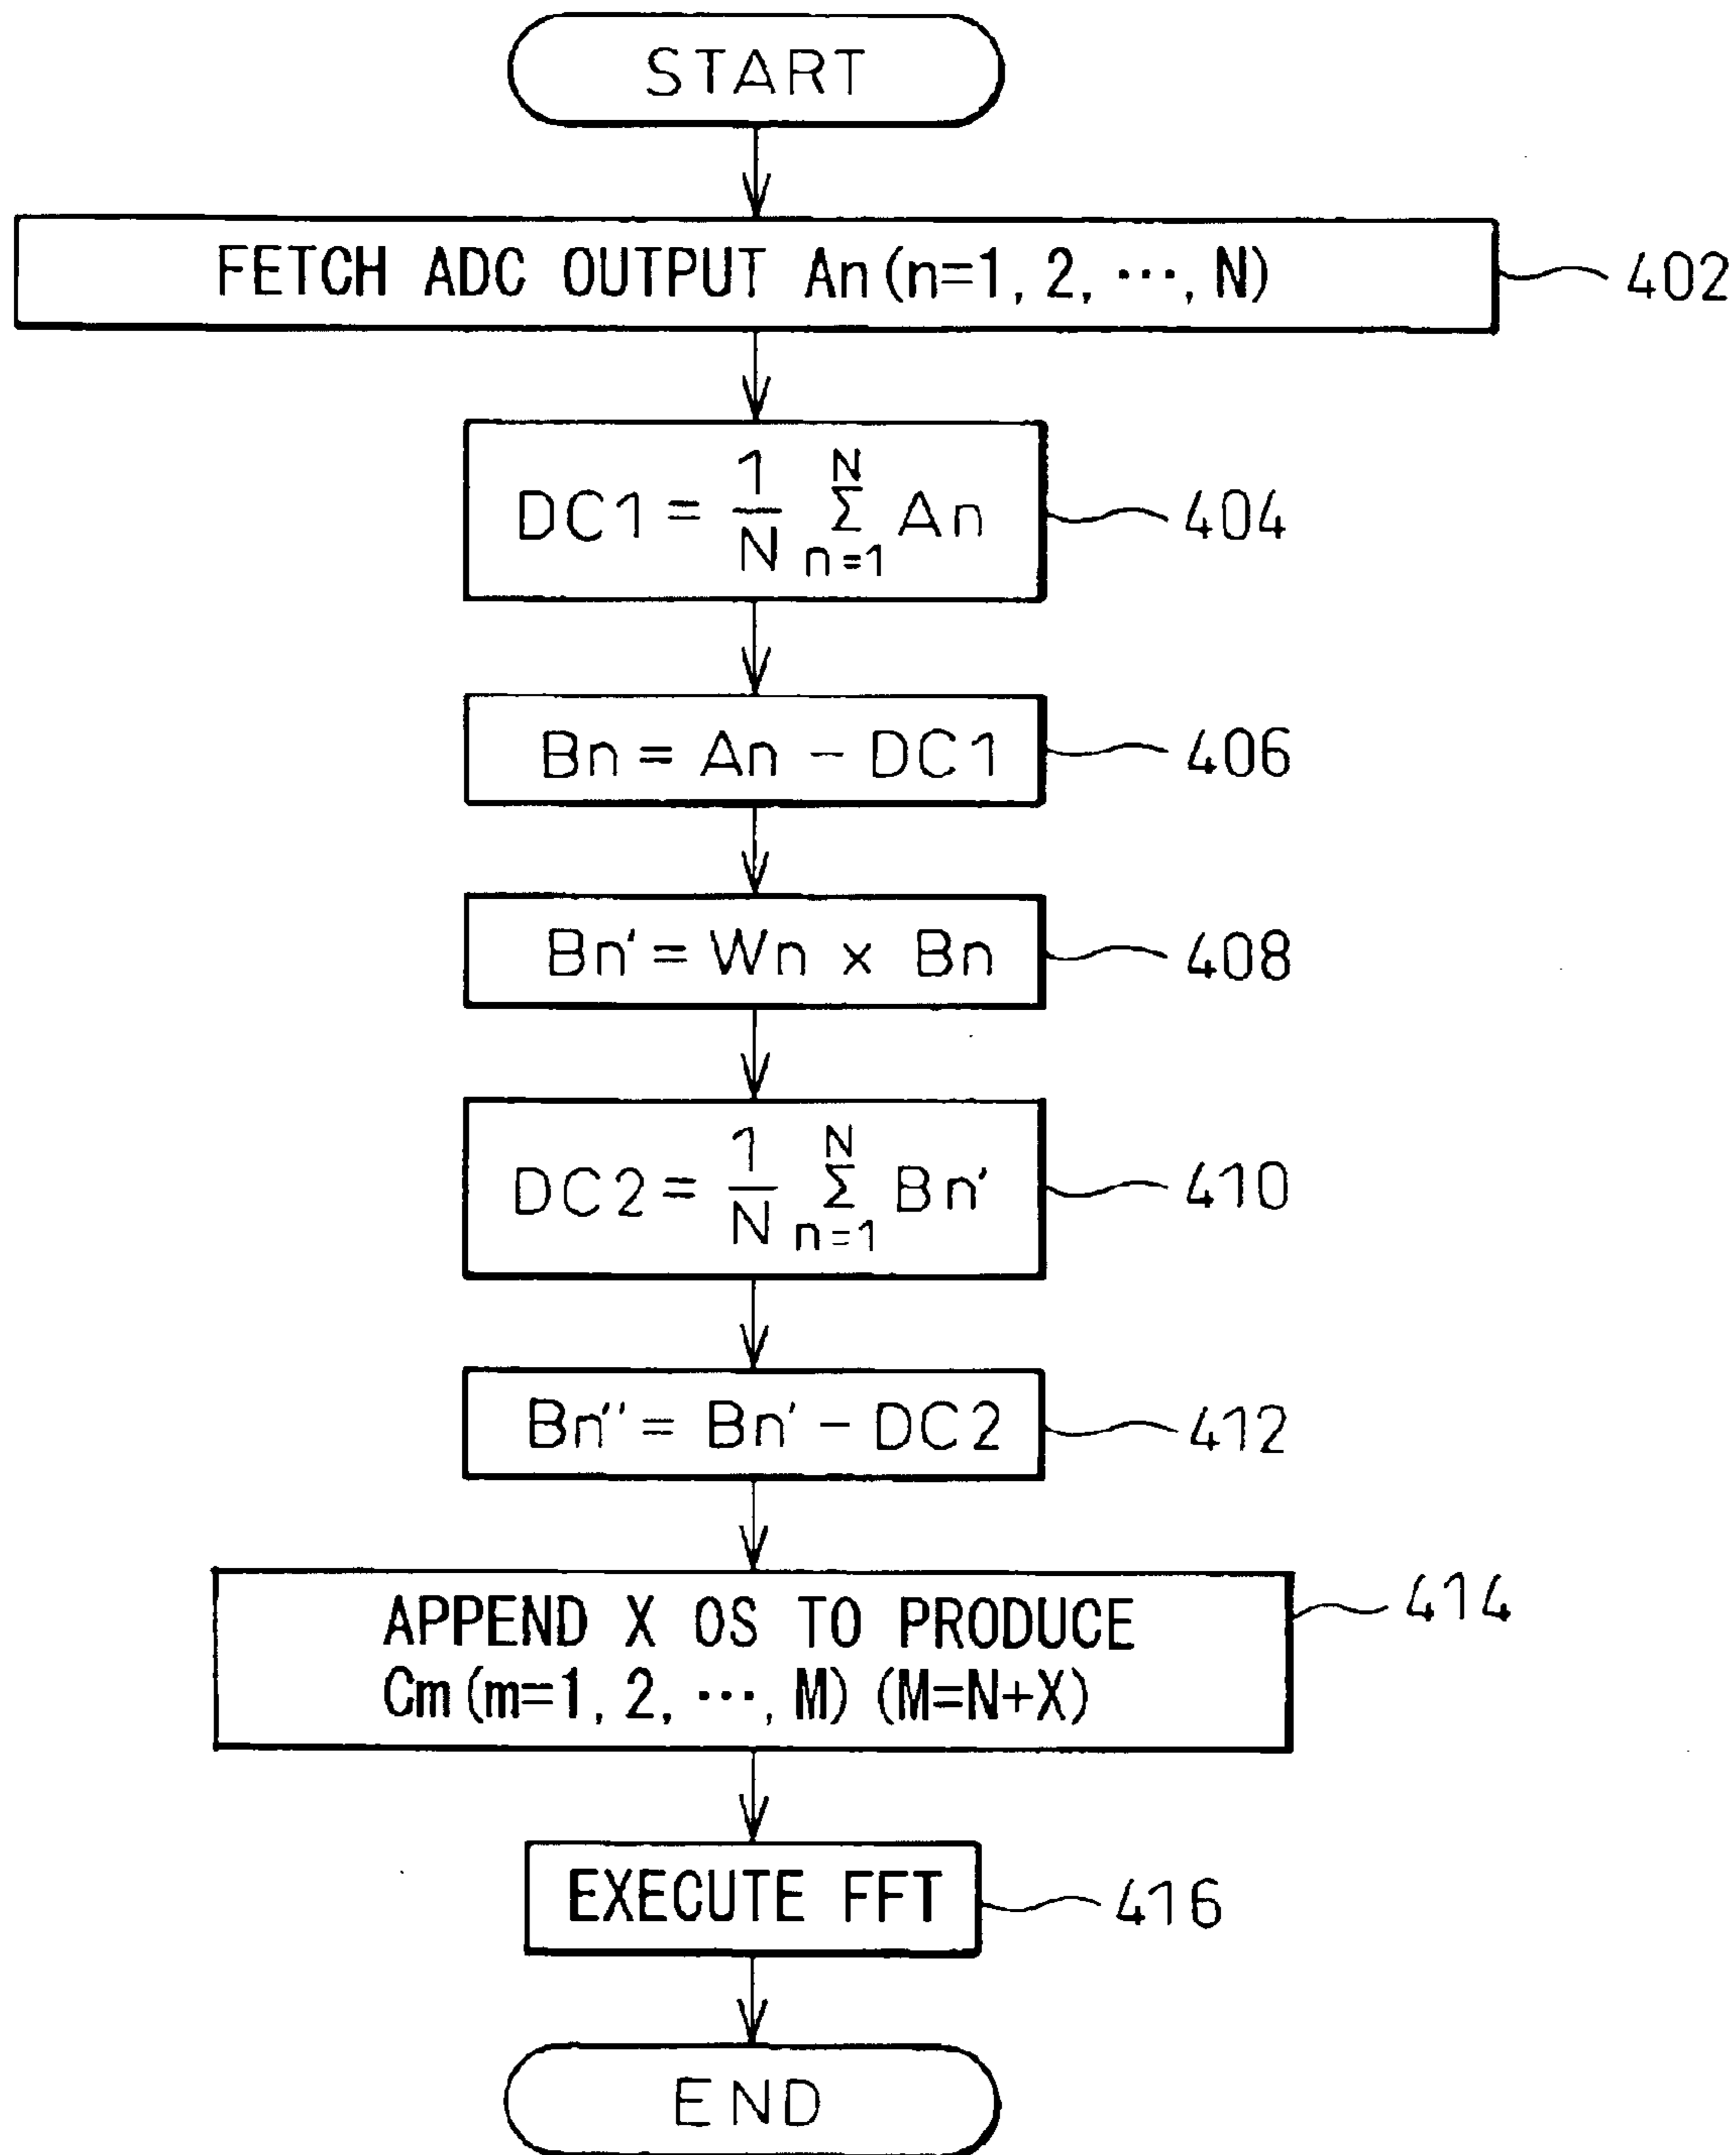 START
FETCH ADC OUTPUT An(n=1, 2, ···, N)
402
DC1 = 1/N Σ_{n=1}^{N} An
404
Bn = An - DC1
406
Bn' = Wn x Bn
408
DC2 = 1/N Σ_{n=1}^{N} Bn'
410
Bn'' = Bn' - DC2
412
APPEND X OS TO PRODUCE
Cm(m=1, 2, ···, M) (M=N+X)
414
EXECUTE FFT
416
END